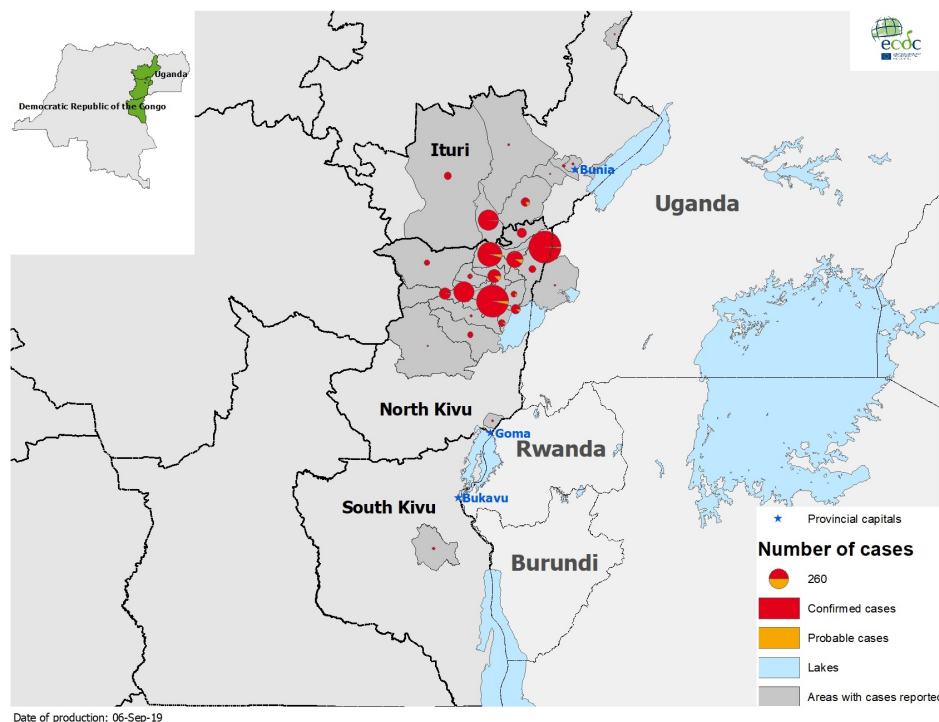 ecdc
Uganda
Democratic Republic of the Congo
Ituri
Bunia
Uganda
North Kivu
Goma
Rwanda
South Kivu
Bukavu
Burundi
Provincial capitals
Number of cases
260
Confirmed cases
Probable cases
Lakes
Areas with cases reported
Date of production: 06-Sep-19